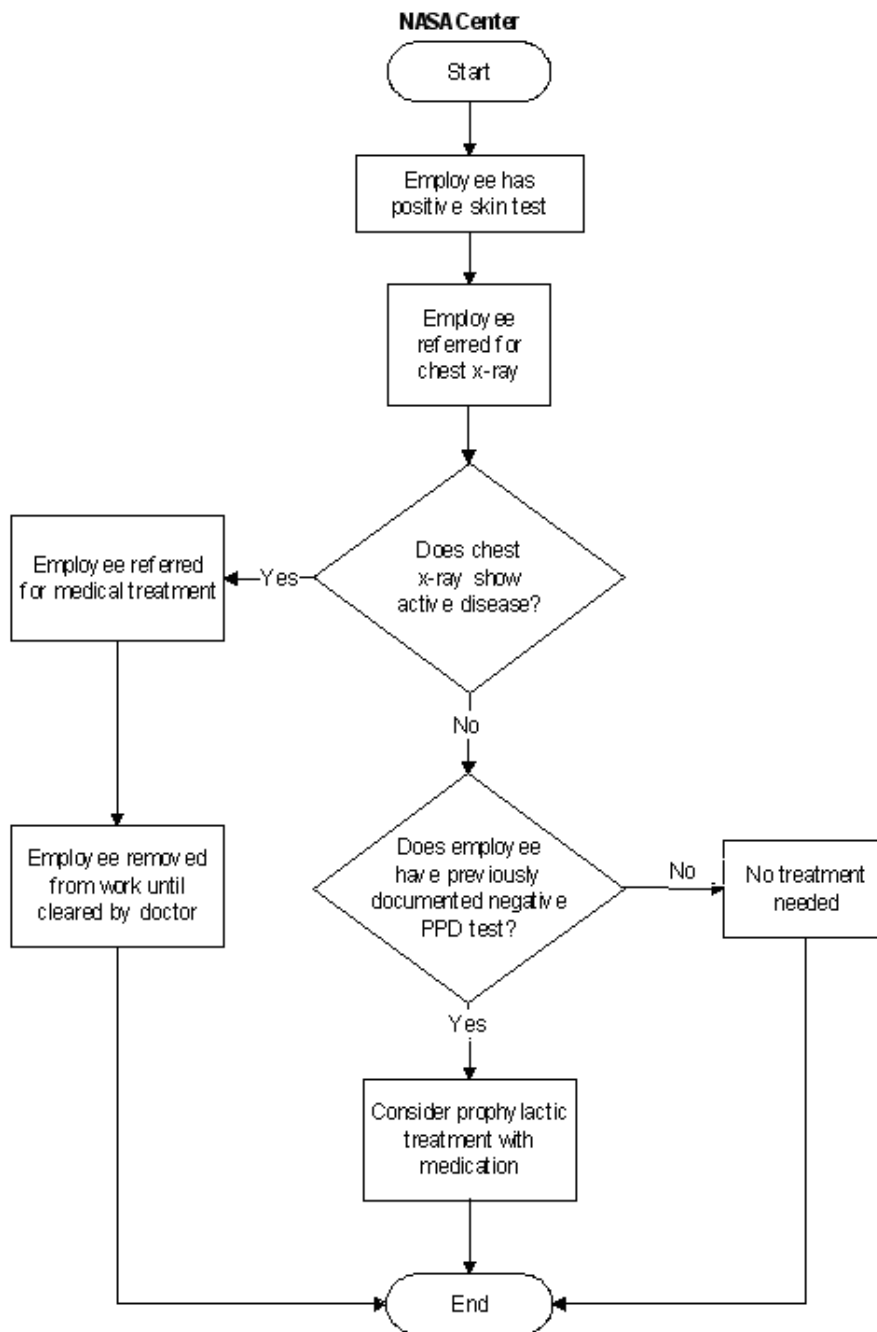 NASA Center
Start
Employee has
positive skin test
Employee
referred for
chest x-ray
Does chest
x-ray show
active disease?
Yes
Employee referred
for medical treatment
Employee removed
from work until
cleared by doctor
No
Does employee
have previously
documented negative
PPD test?
No
No treatment
needed
Yes
Consider prophylactic
treatment with
medication
End